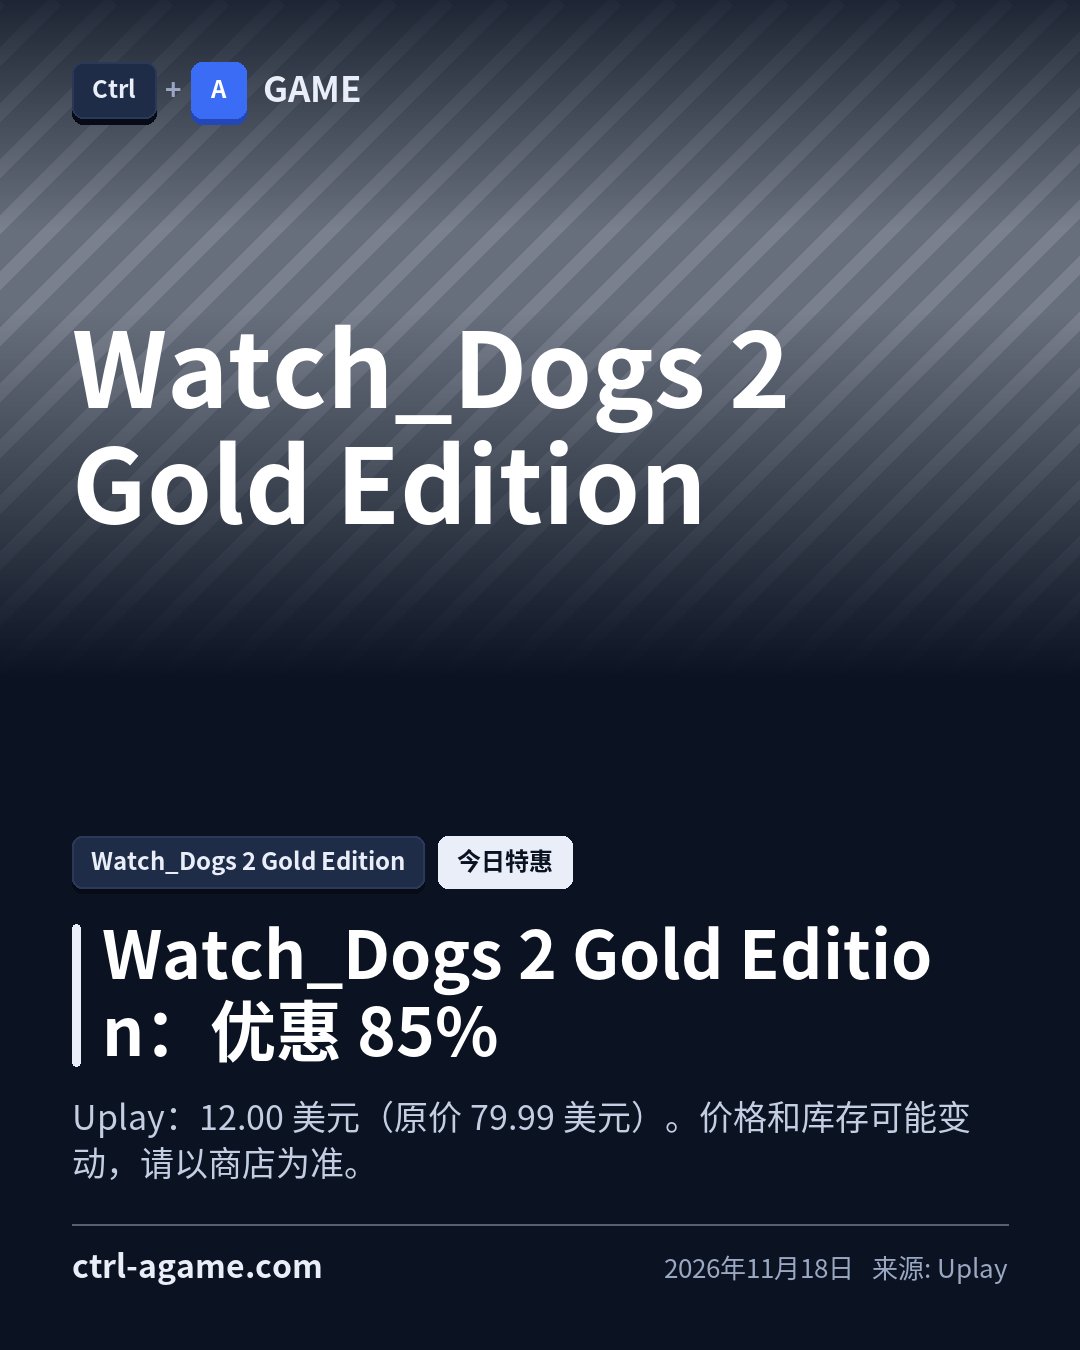 Ctrl + A GAME
Watch_Dogs 2
Gold Edition
Watch_Dogs 2 Gold Edition 今日特惠
Watch_Dogs 2 Gold Editio
n：优惠 85%
Uplay：12.00 美元（原价 79.99 美元）。价格和库存可能变
动，请以商店为准。
ctrl-agame.com 2026年11月18日 来源: Uplay